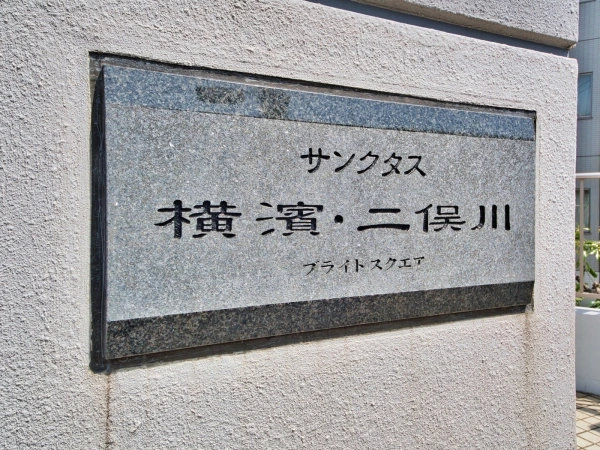 サンクタス
横濱・二俣川
ブライトスクエア